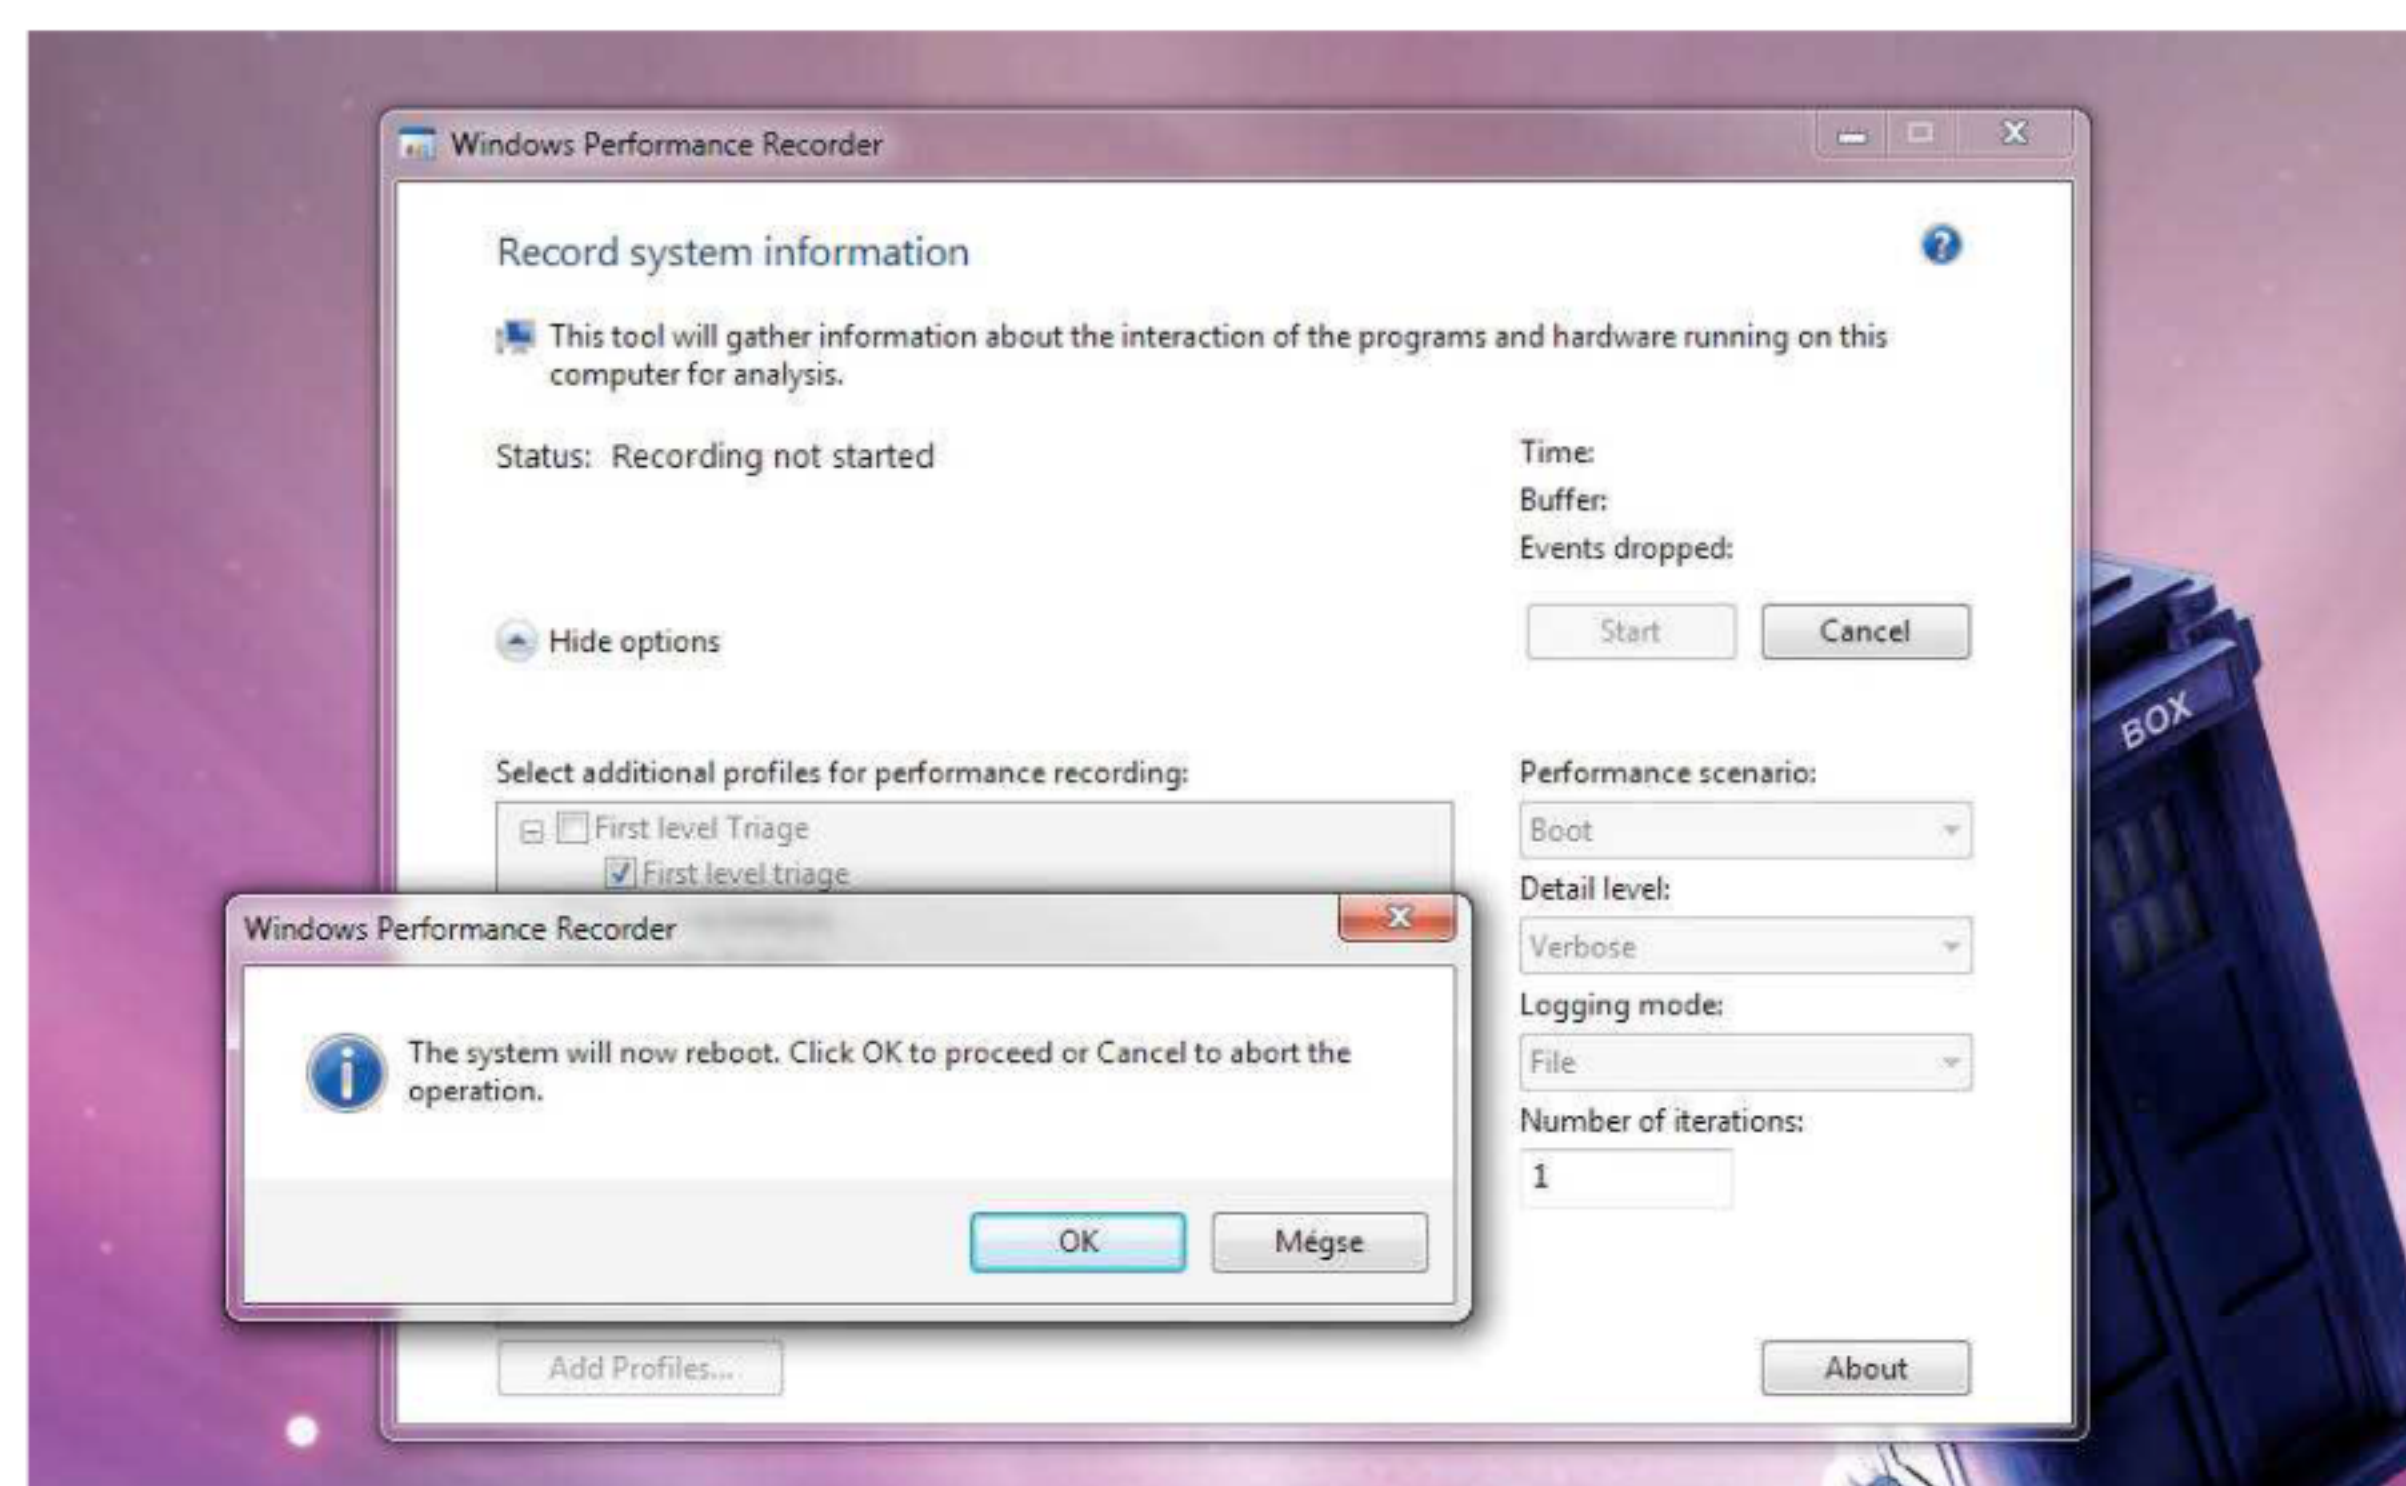 Windows Performance Recorder
Record system information
This tool will gather information about the interaction of the programs and hardware running on this
computer for analysis.
Status: Recording not started
Time:
Buffer:
Events dropped:
Hide options
Start
Cancel
BOX
Select additional profiles for performance recording:
Performance scenario:
First level Triage
Boot
First level triage
Detail level:
Windows Performance Recorder
Verbose
Logging mode:
The system will now reboot. Click OK to proceed or Cancel to abort the
operation.
File
Number of iterations:
1
OK
Mégse
Add Profiles...
About